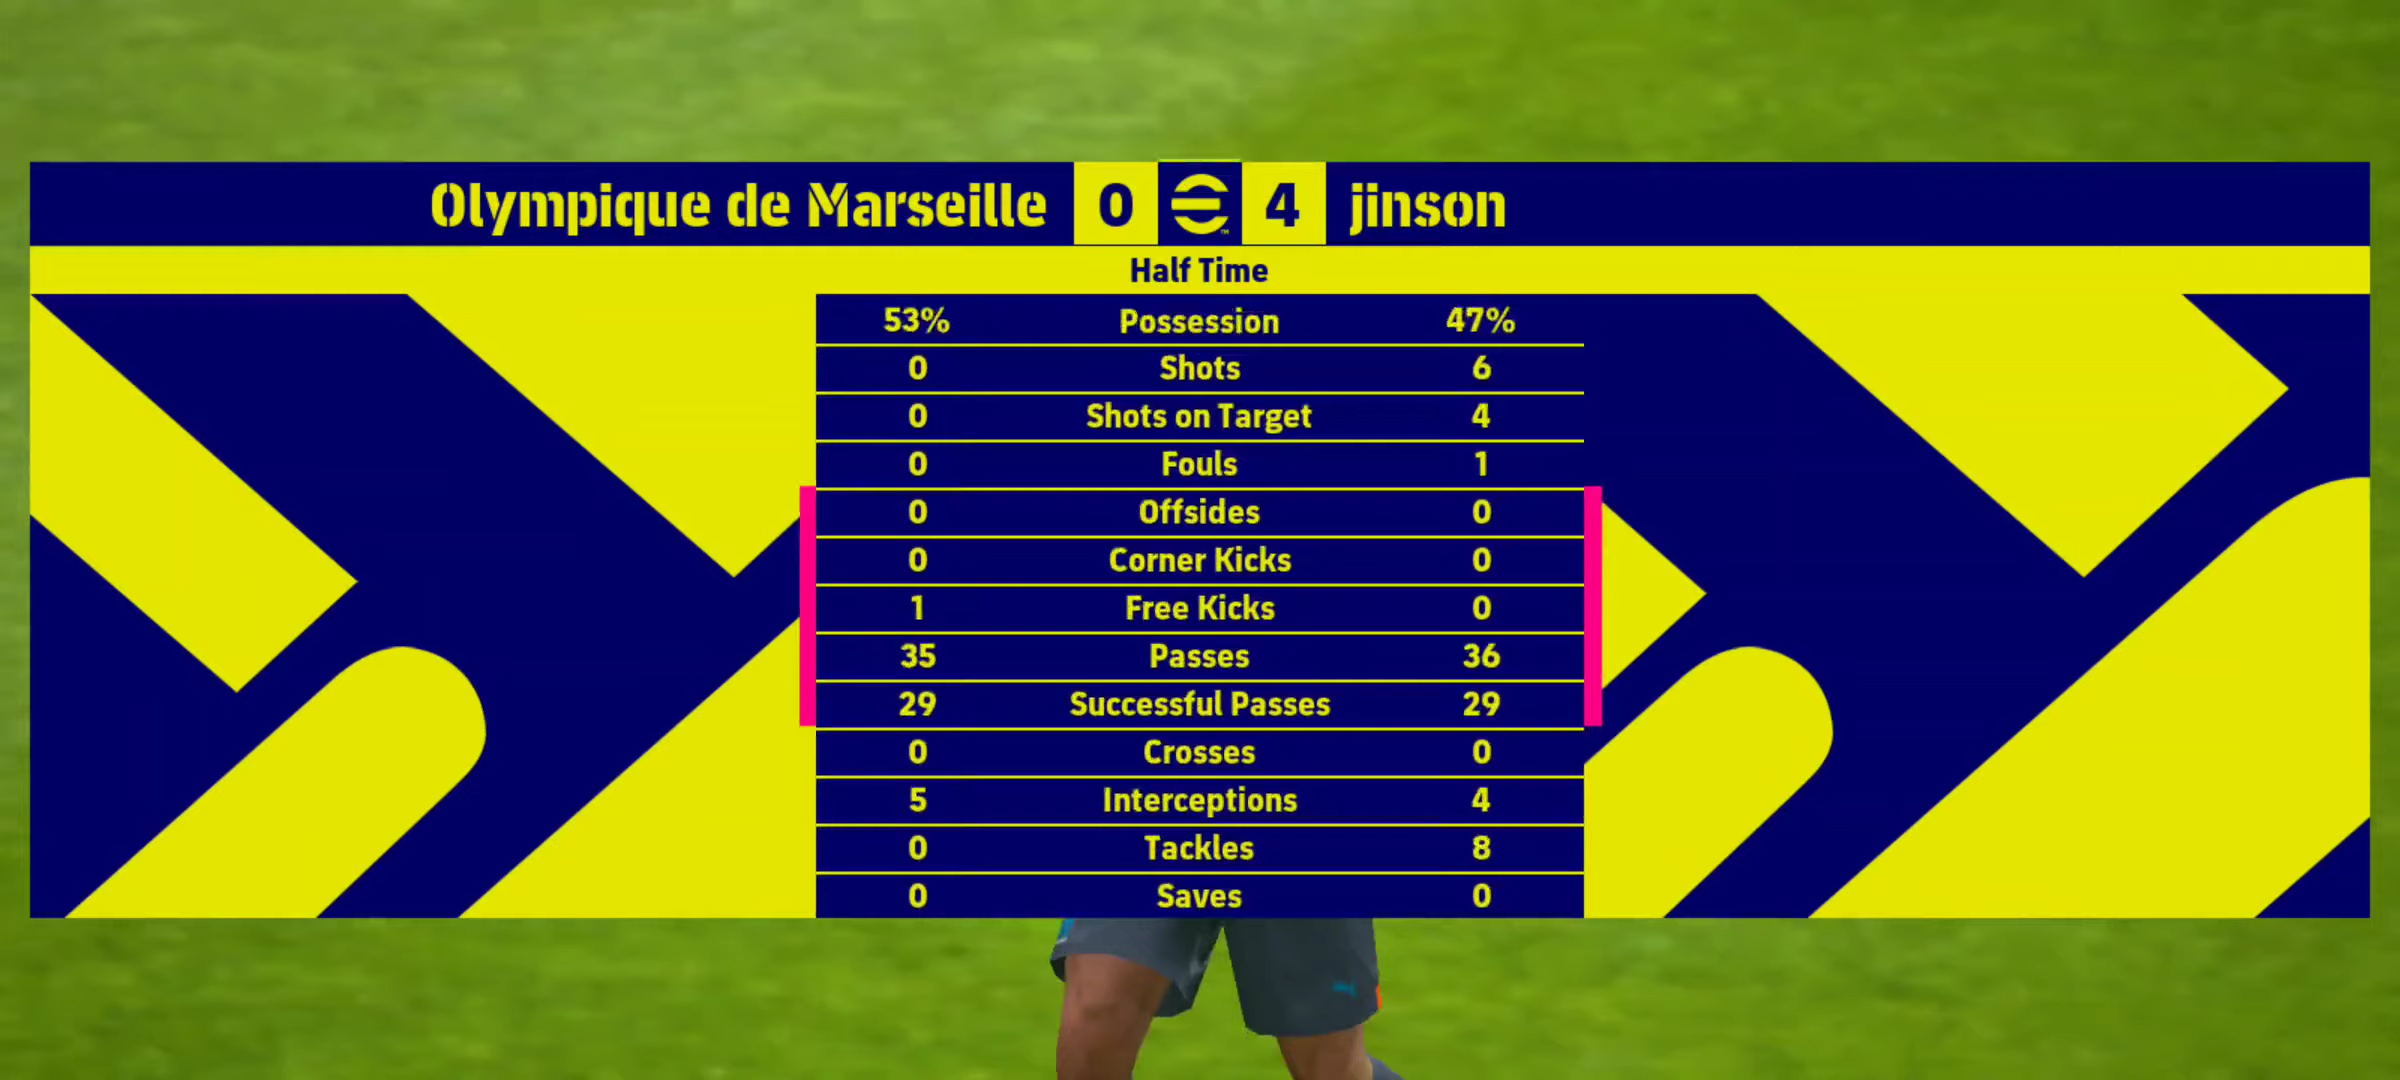 Olympique de Marseille 0 4 jinson
Half Time
53% Possession 47%
0 Shots 6
0 Shots on Target 4
0 Fouls 1
0 Offsides 0
0 Corner Kicks 0
1 Free Kicks 0
35 Passes 36
29 Successful Passes 29
0 Crosses 0
5 Interceptions 4
0 Tackles 8
0 Saves 0